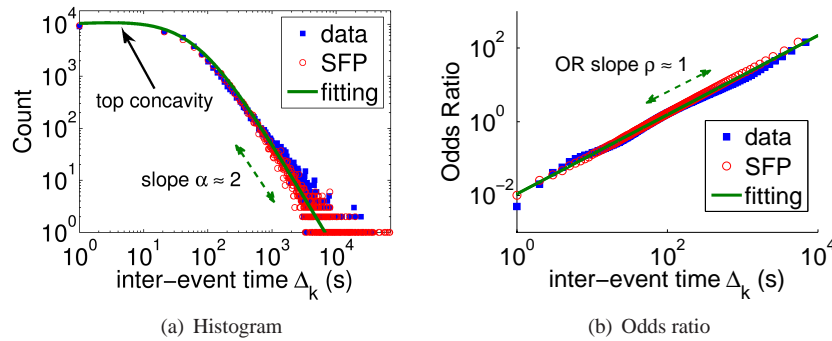 10^4
10^3
10^2
10^1
10^0
Count
data
SFP
fitting
top concavity
slope α ≈ 2
10^0
10^1
10^2
10^3
10^4
inter−event time Δ_k (s)
(a) Histogram
10^2
10^0
10^−2
Odds Ratio
OR slope ρ ≈ 1
data
SFP
fitting
10^0
10^2
10^4
inter−event time Δ_k (s)
(b) Odds ratio